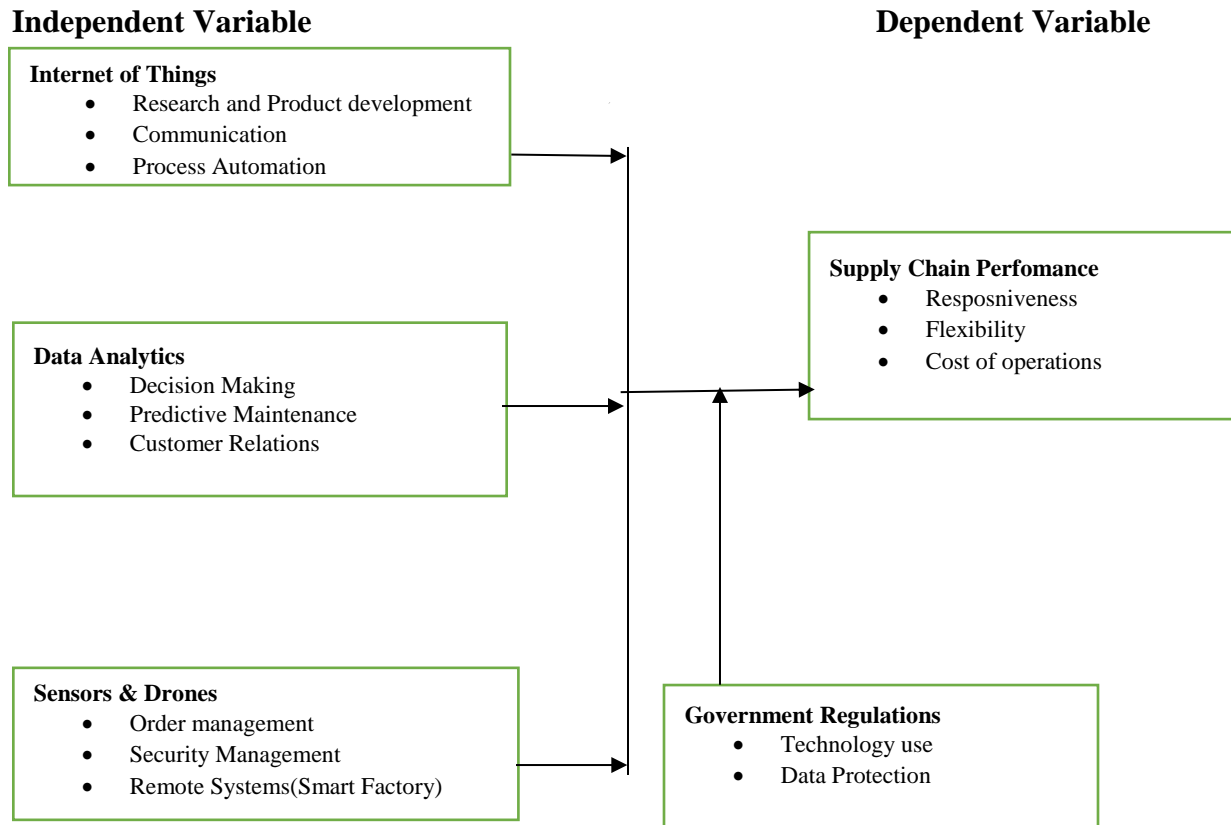 Independent Variable
Dependent Variable
Internet of Things
• Research and Product development
• Communication
• Process Automation
Supply Chain Perfomance
• Resposniveness
• Flexibility
• Cost of operations
Data Analytics
• Decision Making
• Predictive Maintenance
• Customer Relations
Sensors & Drones
• Order management
• Security Management
• Remote Systems(Smart Factory)
Government Regulations
• Technology use
• Data Protection